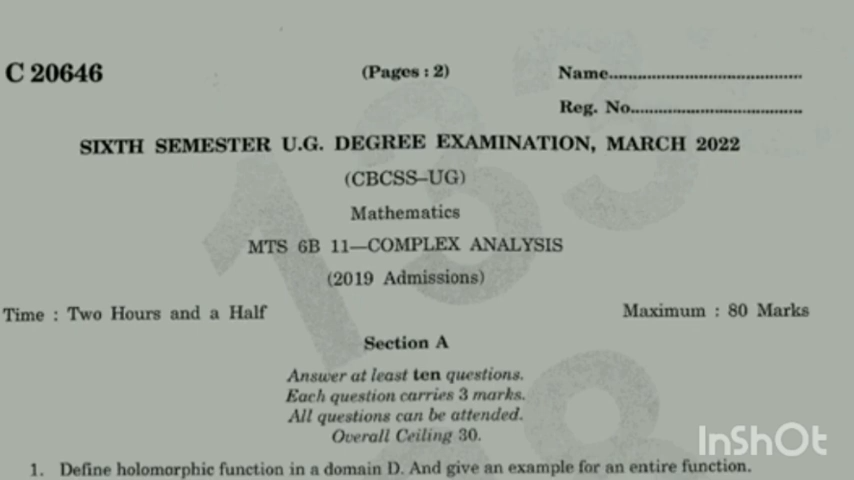 C 20646 (Pages : 2) Name................................................
Reg. No...........................................
SIXTH SEMESTER U.G. DEGREE EXAMINATION, MARCH 2022
(CBCSS–UG)
Mathematics
MTS 6B 11—COMPLEX ANALYSIS
(2019 Admissions)
Time : Two Hours and a Half Maximum : 80 Marks
Section A
Answer at least ten questions.
Each question carries 3 marks.
All questions can be attended.
Overall Ceiling 30.
InShOt
1. Define holomorphic function in a domain D. And give an example for an entire function.